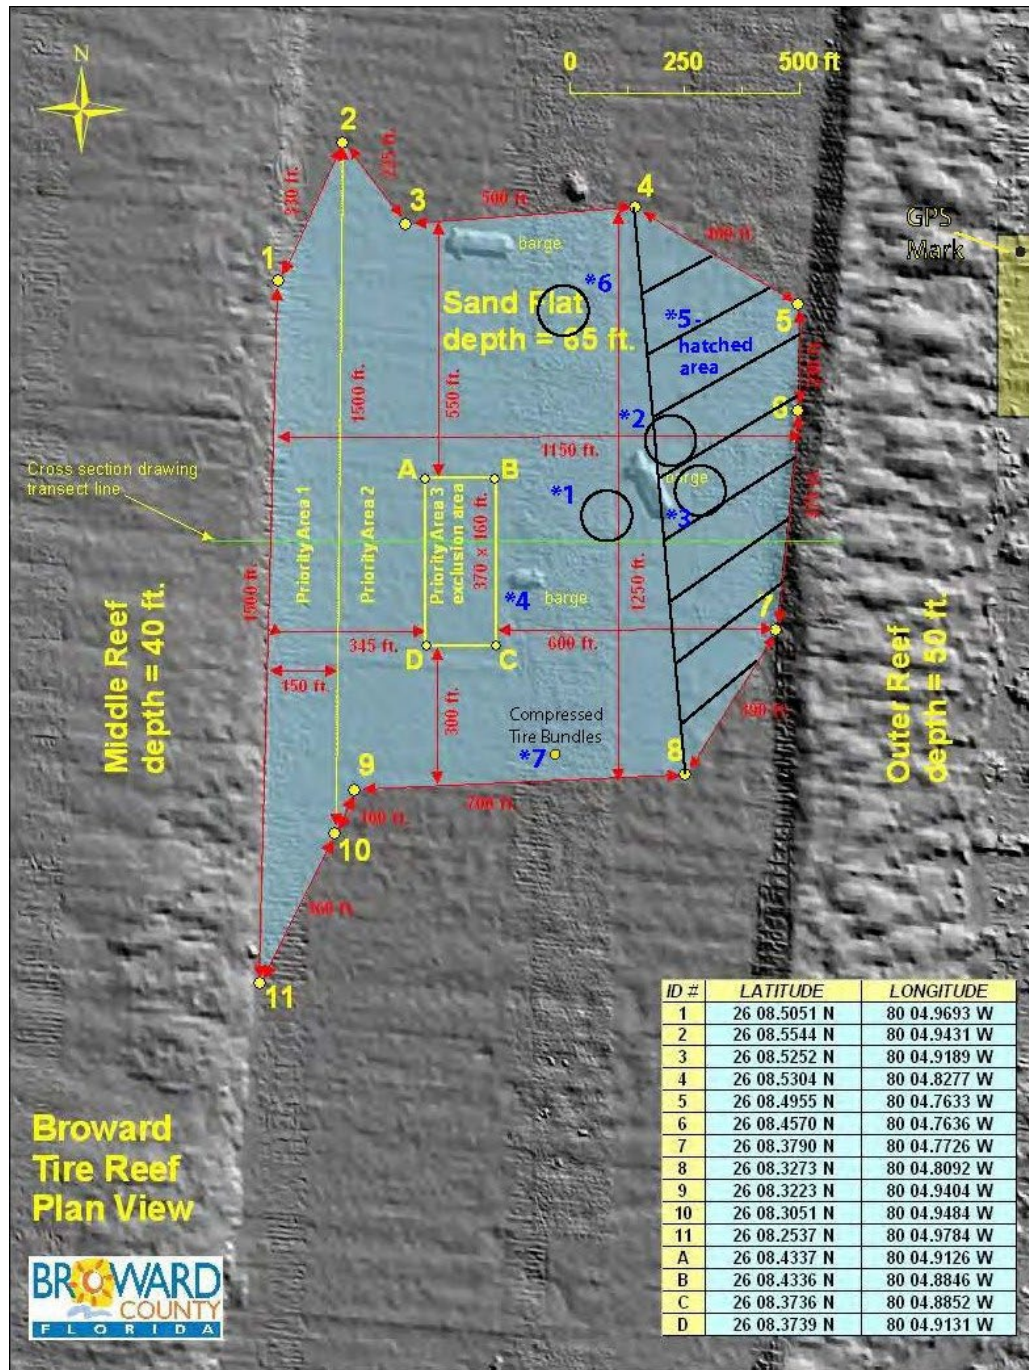 N
0 250 500 ft
2
225 ft.
330 ft.
3
500 ft
4
400 ft.
GPS
Mark
1
barge
*6
Sand Flat
depth = 65 ft.
5
*5 -
hatched
area
550 ft.
1500 ft.
6
*2
1150 ft.
Cross section drawing
transect line
A
B
barge
*1
*3
Priority Area 1
Priority Area 2
Priority Area 3
exclusion area
370 x 160 ft.
1250 ft.
*4
barge
1500 ft.
7
345 ft.
D
C
600 ft.
Middle Reef
depth = 40 ft.
150 ft.
300 ft.
Outer Reef
depth = 50 ft.
390 ft.
Compressed
Tire Bundles
*7
8
9
700 ft.
100 ft.
10
360 ft.
11
ID # LATITUDE LONGITUDE
1 26 08.5051 N 80 04.9693 W
2 26 08.5544 N 80 04.9431 W
3 26 08.5252 N 80 04.9189 W
4 26 08.5304 N 80 04.8277 W
5 26 08.4955 N 80 04.7633 W
6 26 08.4570 N 80 04.7636 W
7 26 08.3790 N 80 04.7726 W
8 26 08.3273 N 80 04.8092 W
9 26 08.3223 N 80 04.9404 W
10 26 08.3051 N 80 04.9484 W
11 26 08.2537 N 80 04.9784 W
A 26 08.4337 N 80 04.9126 W
B 26 08.4336 N 80 04.8846 W
C 26 08.3736 N 80 04.8852 W
D 26 08.3739 N 80 04.9131 W
Broward
Tire Reef
Plan View
BROWARD
COUNTY
FLORIDA